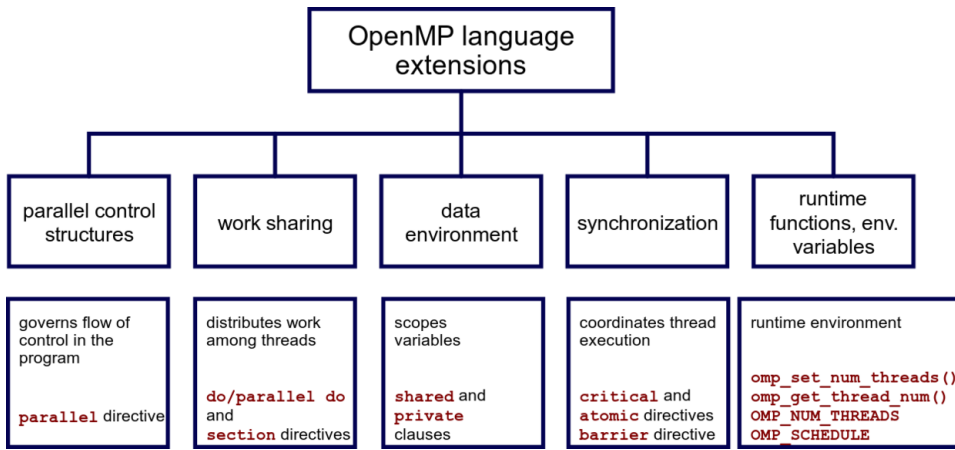 OpenMP language
extensions
parallel control
structures
work sharing
data
environment
synchronization
runtime
functions, env.
variables
governs flow of
control in the
program
parallel directive
distributes work
among threads
do/parallel do
and
section directives
scopes
variables
shared and
private
clauses
coordinates thread
execution
critical and
atomic directives
barrier directive
runtime environment
omp_set_num_threads()
omp_get_thread_num()
OMP_NUM_THREADS
OMP_SCHEDULE